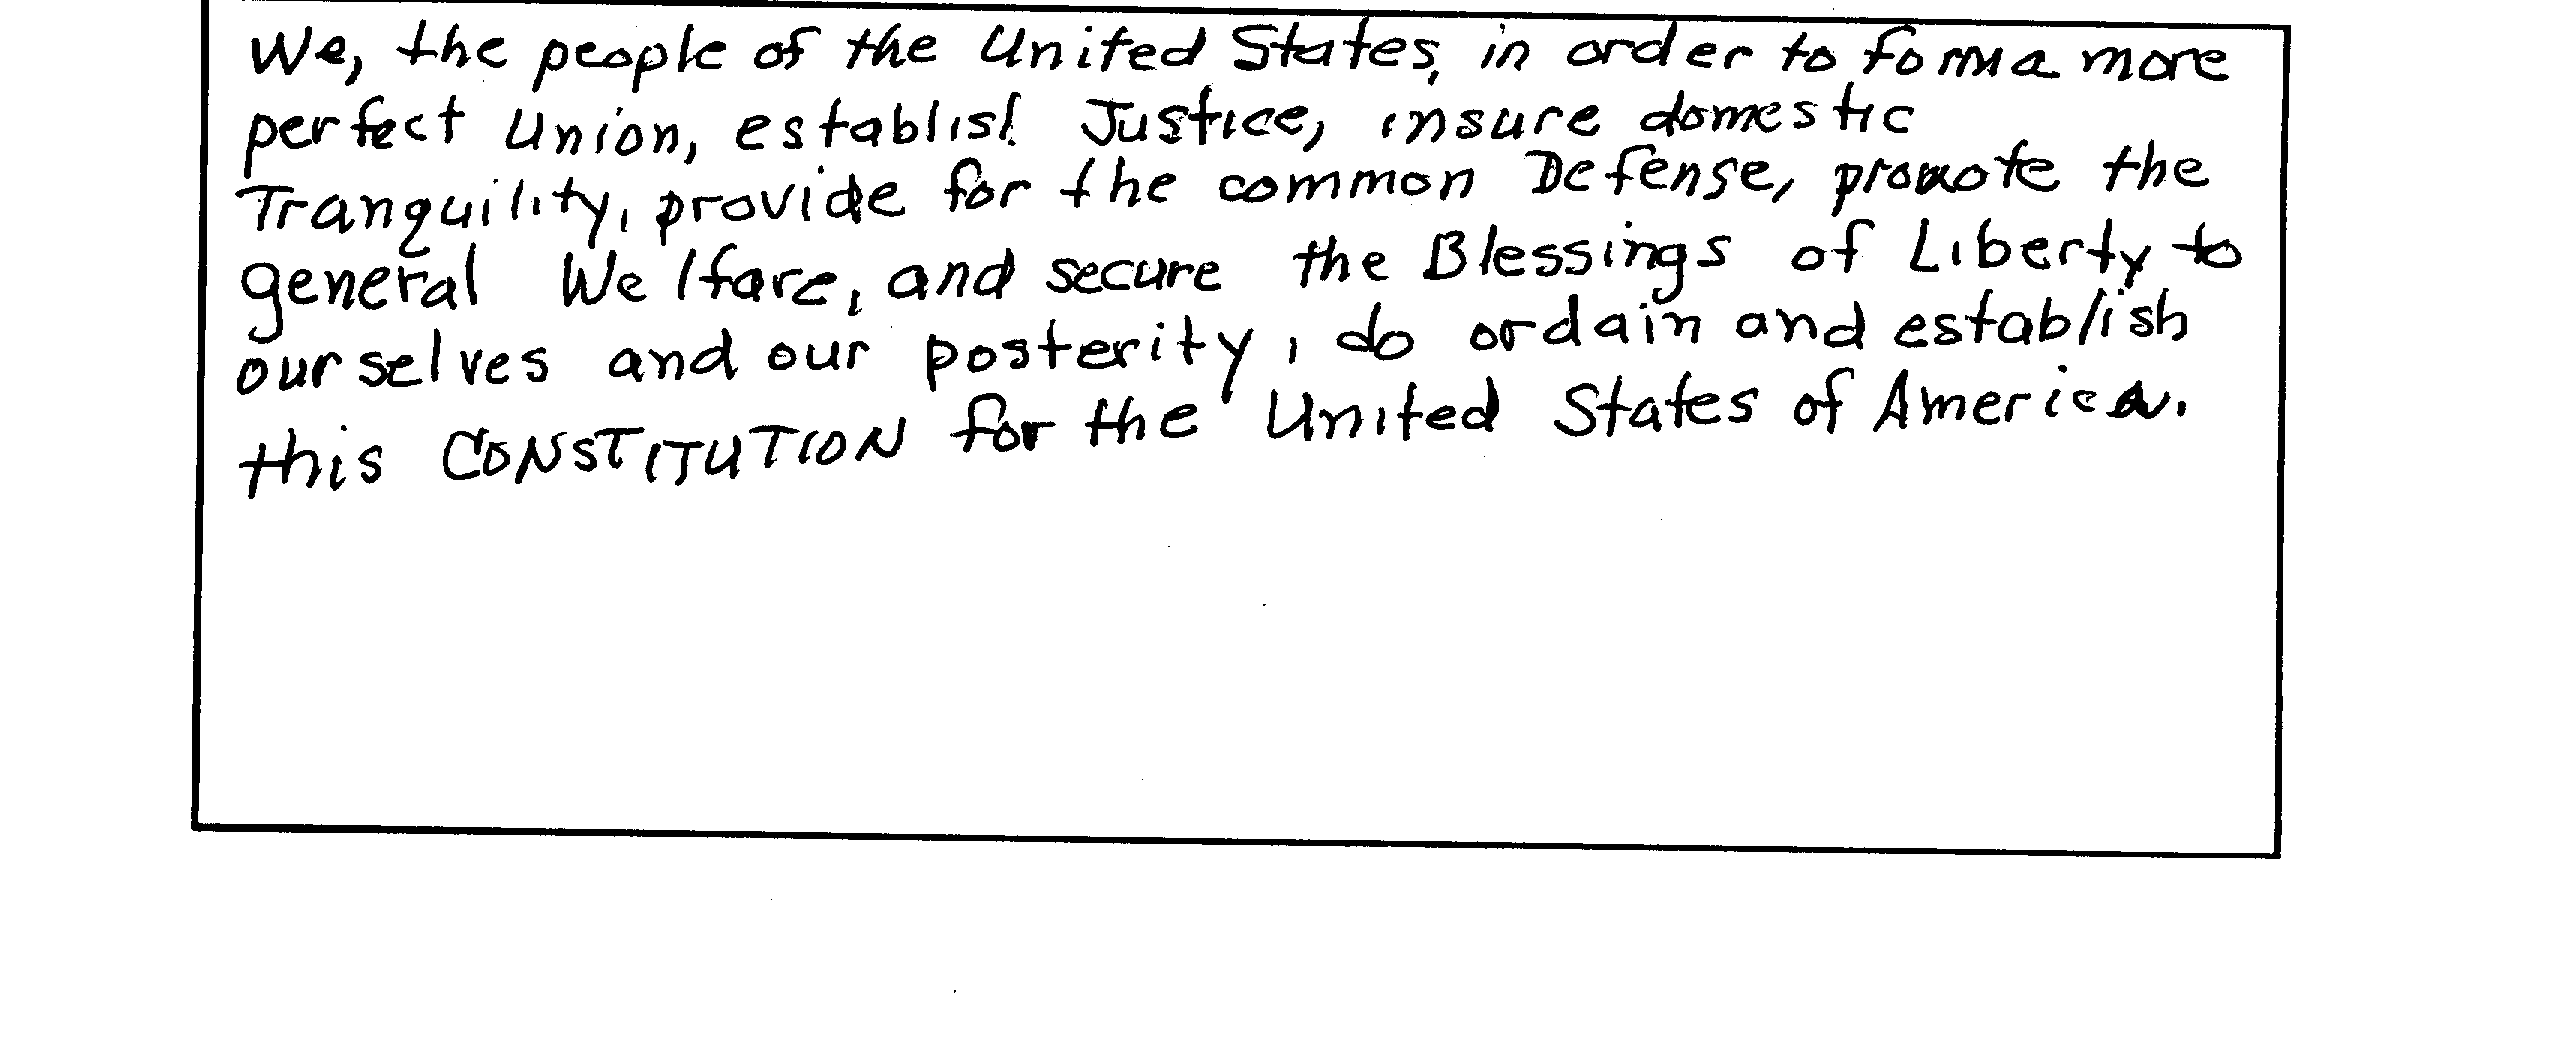 We, the people of the United States, in order to form a more
perfect Union, establish Justice, insure domestic
Tranquility, provide for the common Defense, promote the
general Welfare, and secure the Blessings of Liberty to
ourselves and our posterity, do ordain and establish
this CONSTITUTION for the United States of America.